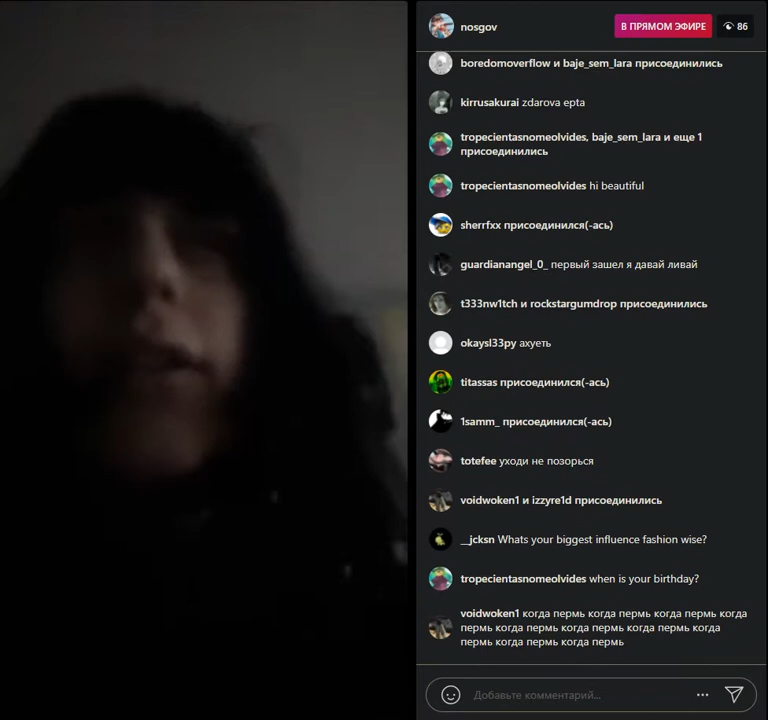 nosgov
В ПРЯМОМ ЭФИРЕ
86
boredomoverflow и baje_sem_lara присоединились
kirrusakurai zdarova epta
tropecientasnomeolvides, baje_sem_lara и еще 1
присоединились
tropecientasnomeolvides hi beautiful
sherrfxx присоединился(-ась)
guardianangel_0_ первый зашел я давай ливай
t333nw1tch и rockstargumdrop присоединились
okaysl33py ахуеть
titassas присоединился(-ась)
1samm_ присоединился(-ась)
totefee уходи не позорься
voidwoken1 и izzyre1d присоединились
__jcksn Whats your biggest influence fashion wise?
tropecientasnomeolvides when is your birthday?
voidwoken1 когда пермь когда пермь когда пермь когда
пермь когда пермь когда пермь когда пермь когда
пермь когда пермь когда пермь
Добавьте комментарий...